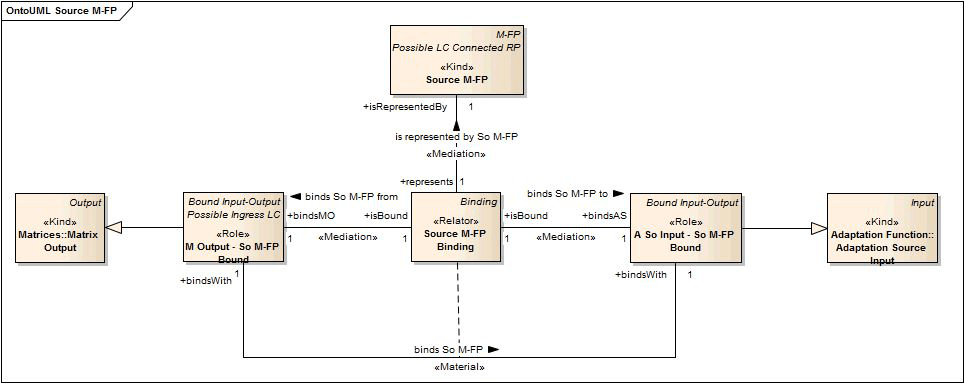 OntoUML Source M-FP
M-FP
Possible LC Connected RP
«Kind»
Source M-FP
+isRepresentedBy 1
is represented by So M-FP
«Mediation»
+represents 1
Output
«Kind»
Matrices::Matrix
Output
Bound Input-Output
Possible Ingress LC
«Role»
M Output - So M-FP
Bound
binds So M-FP from
+bindsMO +isBound
1 «Mediation» 1
Binding
«Relator»
Source M-FP
Binding
binds So M-FP to
+isBound +bindsAS
1 «Mediation» 1
Bound Input-Output
«Role»
A So Input - So M-FP
Bound
Input
«Kind»
Adaptation Function::
Adaptation Source
Input
+bindsWith 1
+bindsWith 1
binds So M-FP
«Material»